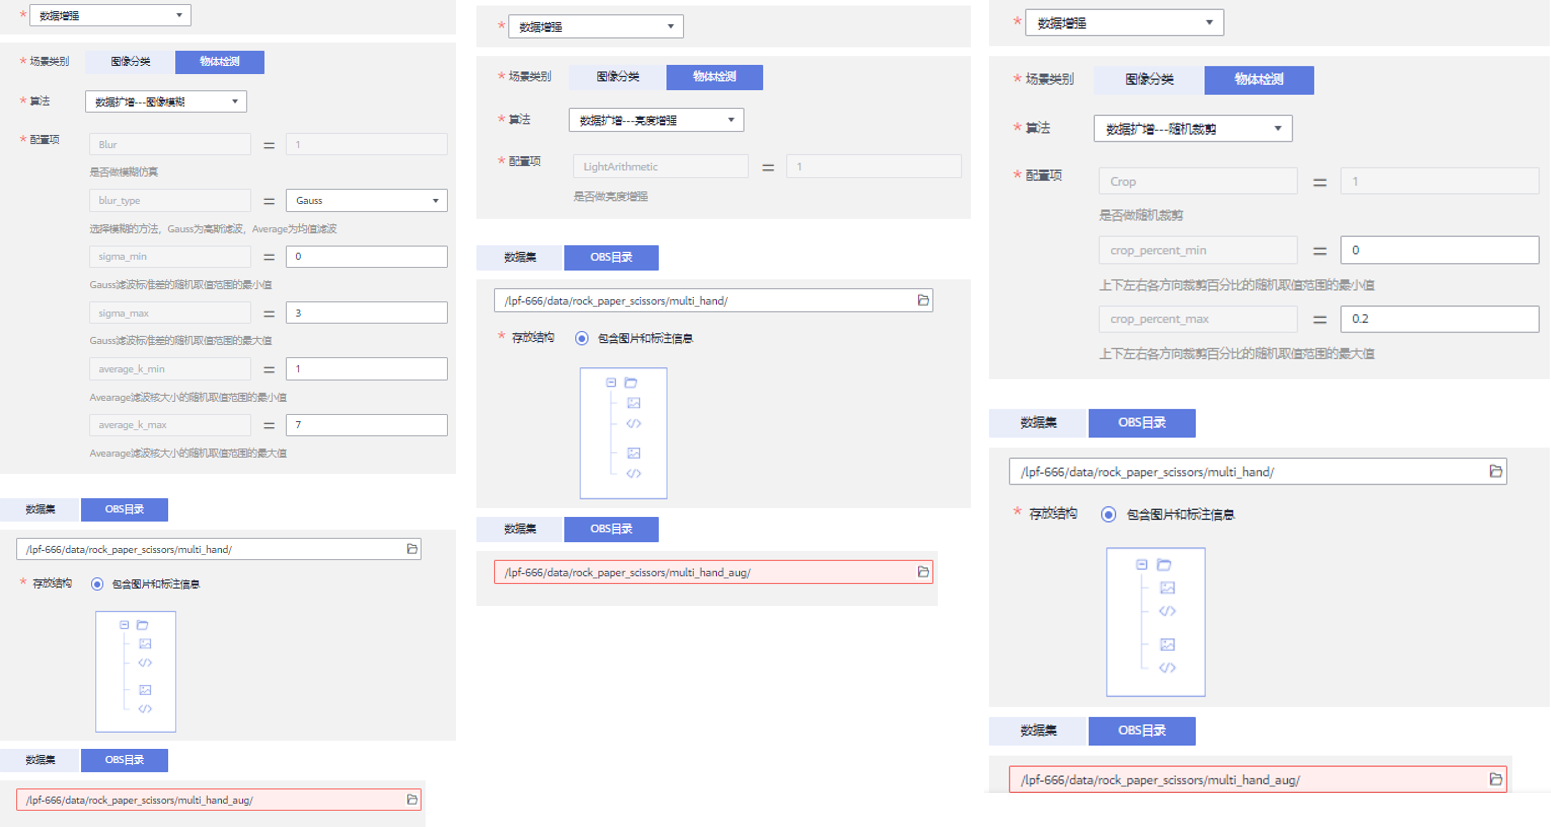 * 数据增强
* 场景类别 图像分类 物体检测
* 算法 数据扩增---图像模糊
* 配置项 Blur = 1
是否做模糊仿真
blur_type = Gauss
选择模糊的方法，Gauss为高斯滤波，Average为均值滤波
sigma_min = 0
Gauss滤波标准差的随机取值范围的最小值
sigma_max = 3
Gauss滤波标准差的随机取值范围的最大值
average_k_min = 1
Avearage滤波核大小的随机取值范围的最小值
average_k_max = 7
Avearage滤波核大小的随机取值范围的最大值
数据集 OBS目录
/lpf-666/data/rock_paper_scissors/multi_hand/
* 存放结构 包含图片和标注信息
数据集 OBS目录
/lpf-666/data/rock_paper_scissors/multi_hand_aug/
* 数据增强
* 场景类别 图像分类 物体检测
* 算法 数据扩增---亮度增强
* 配置项 LightArithmetic = 1
是否做亮度增强
数据集 OBS目录
/lpf-666/data/rock_paper_scissors/multi_hand/
* 存放结构 包含图片和标注信息
数据集 OBS目录
/lpf-666/data/rock_paper_scissors/multi_hand_aug/
* 数据增强
* 场景类别 图像分类 物体检测
* 算法 数据扩增---随机裁剪
* 配置项 Crop = 1
是否做随机裁剪
crop_percent_min = 0
上下左右各方向裁剪百分比的随机取值范围的最小值
crop_percent_max = 0.2
上下左右各方向裁剪百分比的随机取值范围的最大值
数据集 OBS目录
/lpf-666/data/rock_paper_scissors/multi_hand/
* 存放结构 包含图片和标注信息
数据集 OBS目录
/lpf-666/data/rock_paper_scissors/multi_hand_aug/